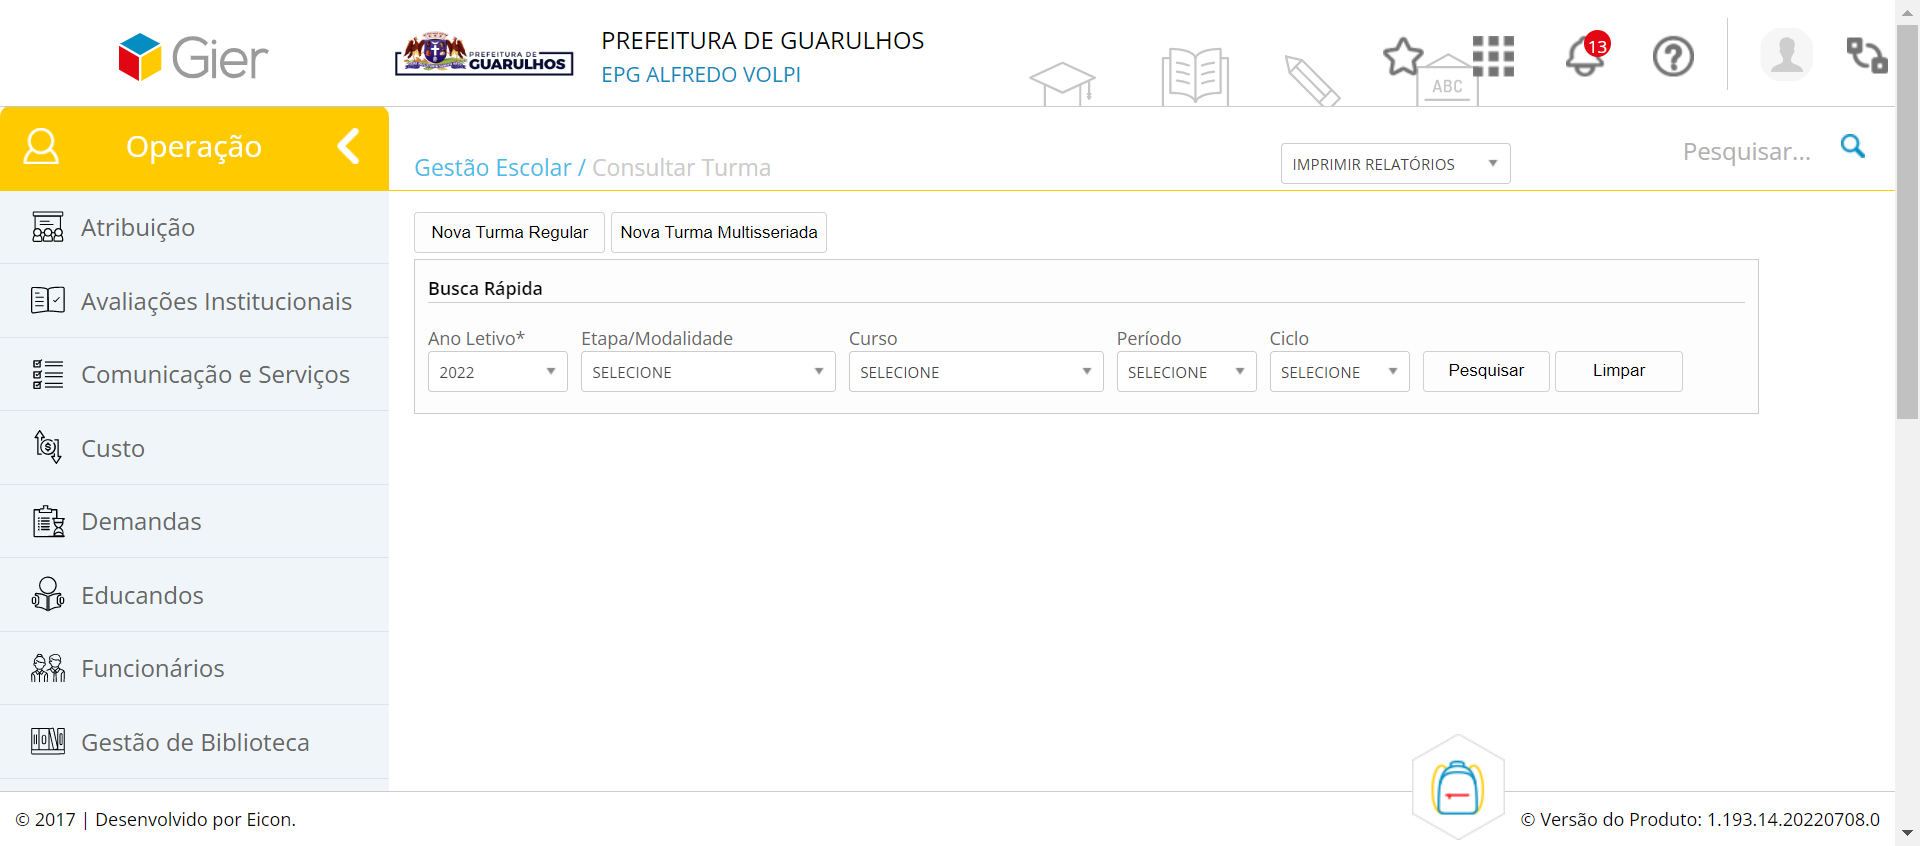 Gier
PREFEITURA DE
GUARULHOS
PREFEITURA DE GUARULHOS
EPG ALFREDO VOLPI
ABC
13
Operação
Gestão Escolar / Consultar Turma
IMPRIMIR RELATÓRIOS
Pesquisar...
Atribuição
Avaliações Institucionais
Comunicação e Serviços
Custo
Demandas
Educandos
Funcionários
Gestão de Biblioteca
Nova Turma Regular
Nova Turma Multisseriada
Busca Rápida
Ano Letivo* Etapa/Modalidade Curso Período Ciclo
2022 SELECIONE SELECIONE SELECIONE SELECIONE Pesquisar Limpar
© 2017 | Desenvolvido por Eicon.
© Versão do Produto: 1.193.14.20220708.0